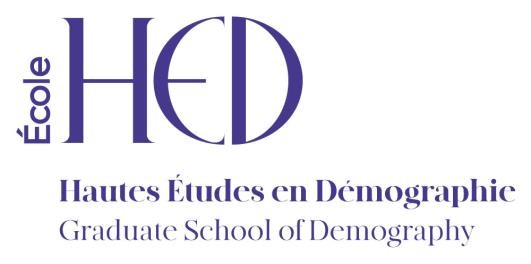 École
HED
Hautes Études en Démographie
Graduate School of Demography